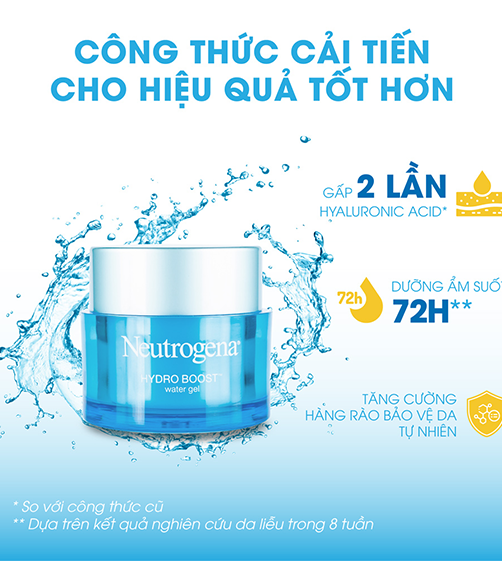 CÔNG THỨC CẢI TIẾN
CHO HIỆU QUẢ TỐT HƠN
GẤP 2 LẦN
HYALURONIC ACID*
72h
DƯỠNG ẨM SUỐT
72H**
Neutrogena®
HYDRO BOOST™
water gel
TĂNG CƯỜNG
HÀNG RÀO BẢO VỆ DA
TỰ NHIÊN
* So với công thức cũ
** Dựa trên kết quả nghiên cứu da liễu trong 8 tuần